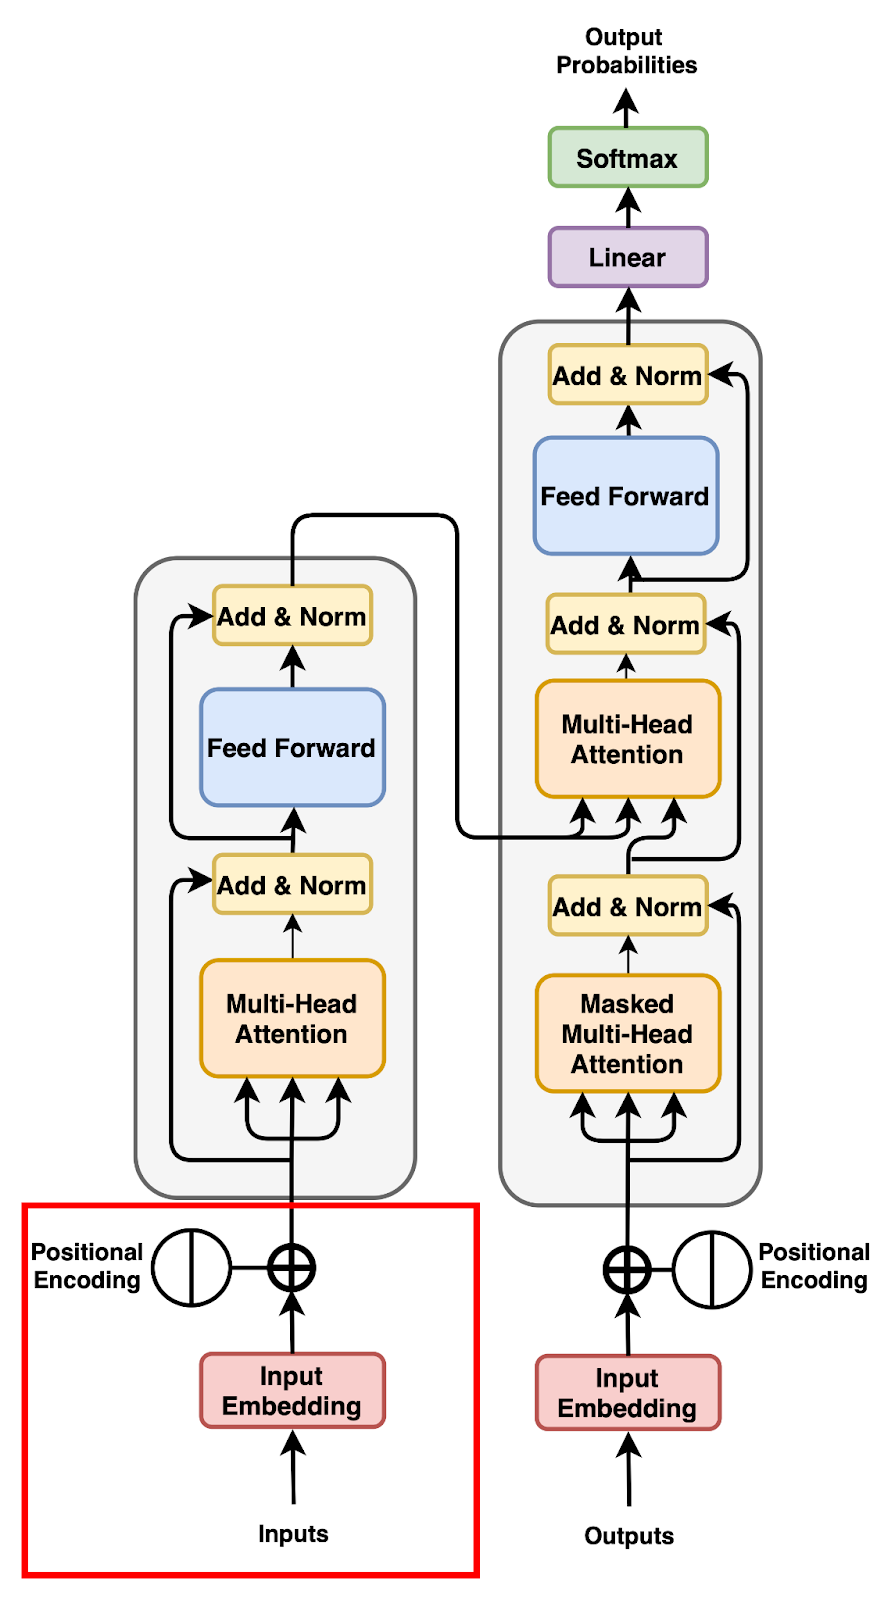 Output
Probabilities
Softmax
Linear
Add & Norm
Feed Forward
Add & Norm
Multi-Head
Attention
Add & Norm
Masked
Multi-Head
Attention
Add & Norm
Feed Forward
Add & Norm
Multi-Head
Attention
Positional
Encoding
Input
Embedding
Inputs
Positional
Encoding
Input
Embedding
Outputs